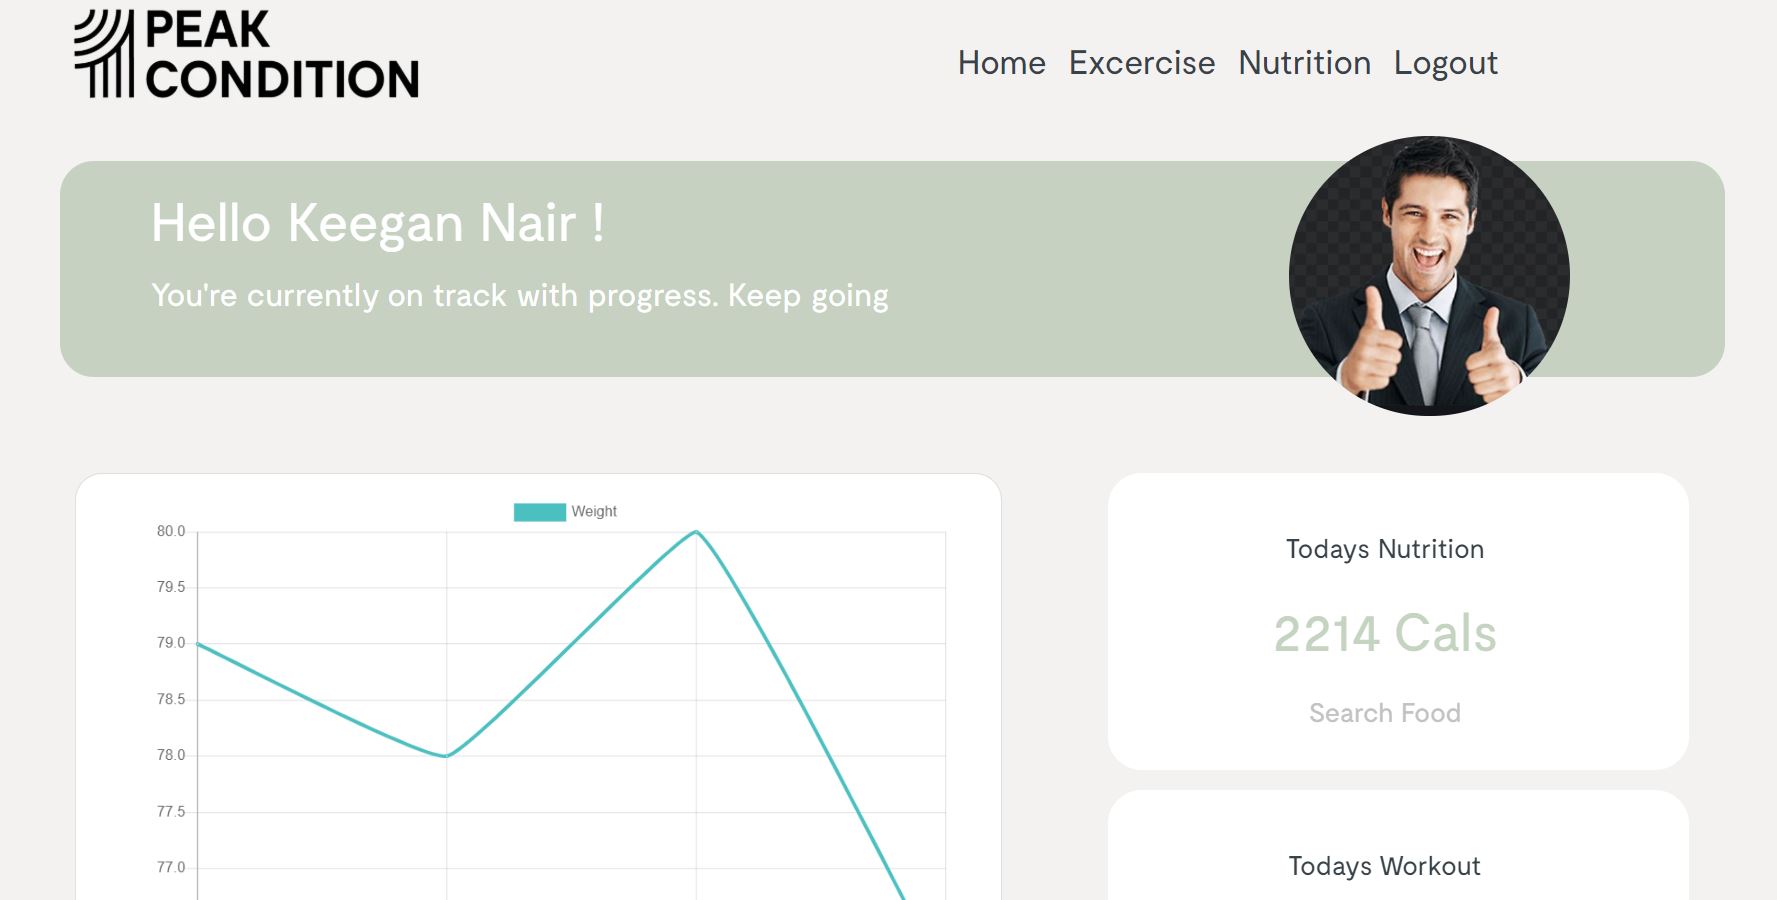 PEAK
CONDITION
Home Excercise Nutrition Logout
Hello Keegan Nair !
You're currently on track with progress. Keep going
Weight
80.0
79.5
79.0
78.5
78.0
77.5
77.0
Todays Nutrition
2214 Cals
Search Food
Todays Workout